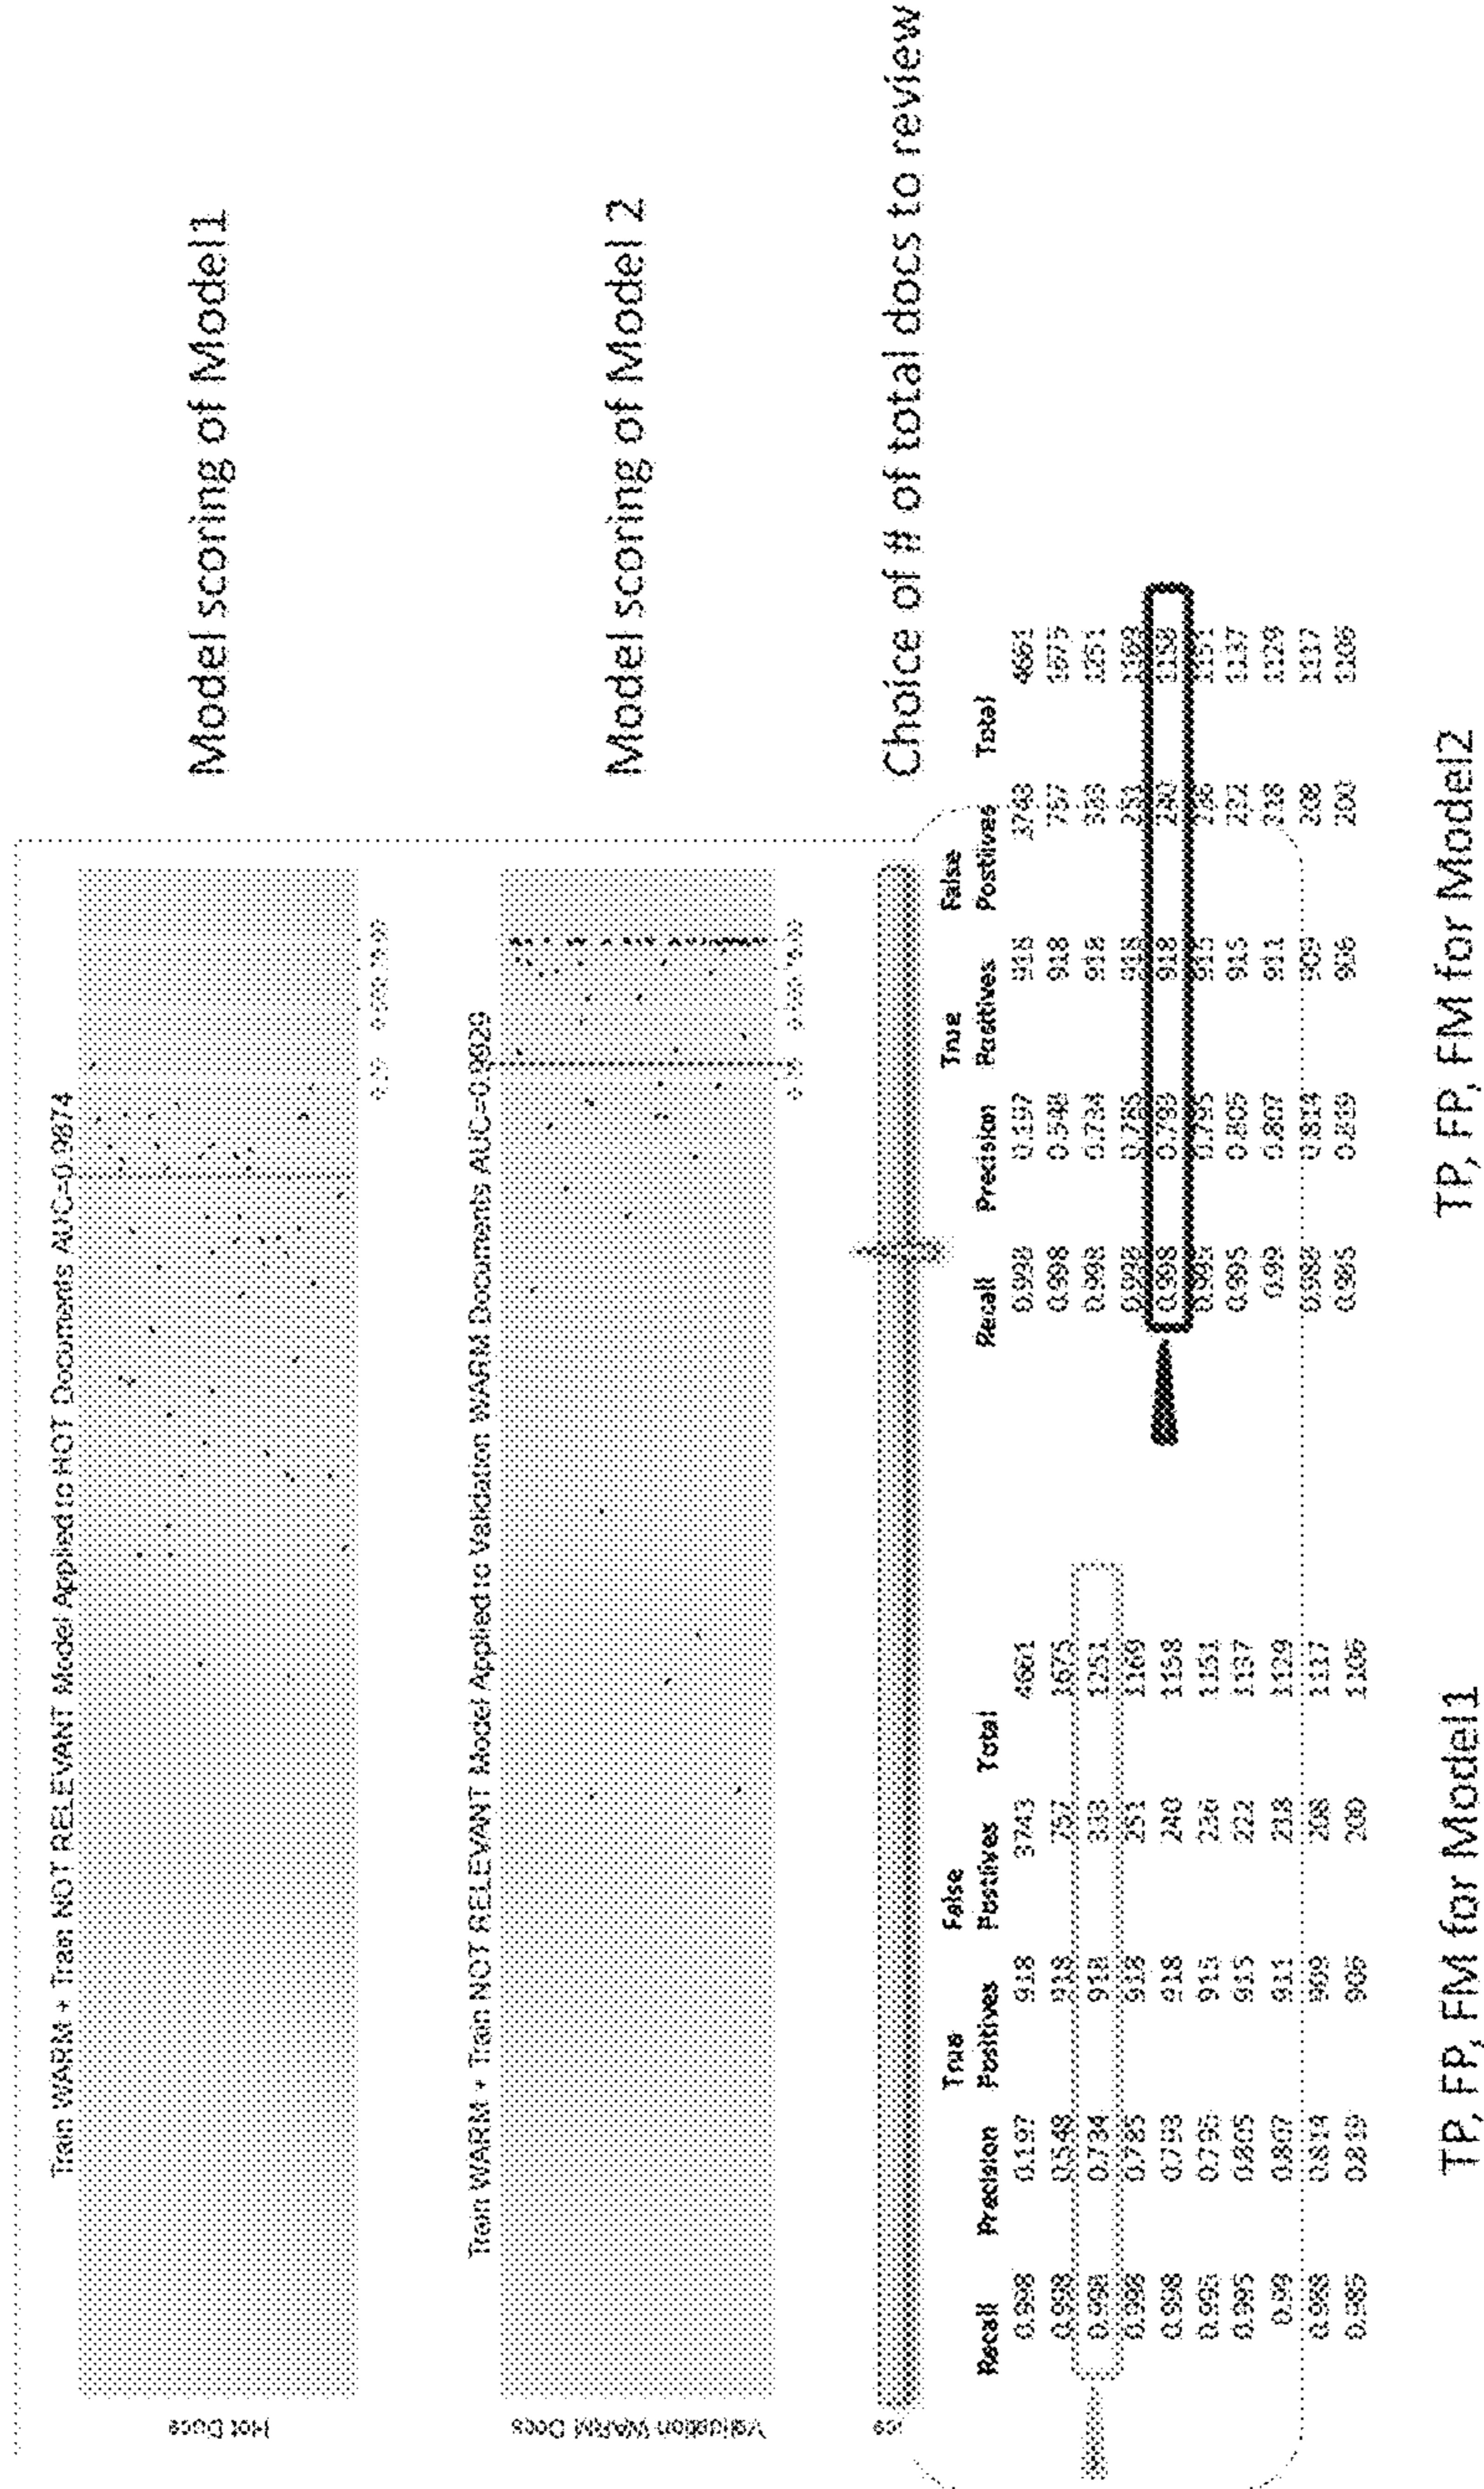 Train WARM + Train NOT RELEVANT Model Applied to HOT Documents AUC=0.9874
Hot Docs
Model scoring of Model1
Train WARM + Train NOT RELEVANT Model Applied to Validation WARM Documents AUC=0.9829
Validation WARM Docs
Model scoring of Model 2
Choice of # of total docs to review
True False
Recall Precision Positives Postiives Total
0.998 0.197 918 3743 4661
0.998 0.548 918 757 1675
0.998 0.734 918 333 1251
0.998 0.785 918 251 1169
0.998 0.793 918 240 1158
0.995 0.795 915 236 1151
0.995 0.805 915 222 1137
0.99 0.807 911 218 1129
0.988 0.814 909 208 1117
0.985 0.819 906 200 1106
TP, FP, FM for Model1
True False
Recall Precision Positives Postiives Total
0.998 0.197 918 3743 4661
0.998 0.548 918 757 1675
0.998 0.734 918 333 1251
0.998 0.785 918 251 1169
0.998 0.793 918 240 1158
0.995 0.795 915 236 1151
0.995 0.805 915 222 1137
0.99 0.807 911 218 1129
0.988 0.814 909 208 1117
0.985 0.819 906 200 1106
TP, FP, FM for Model2